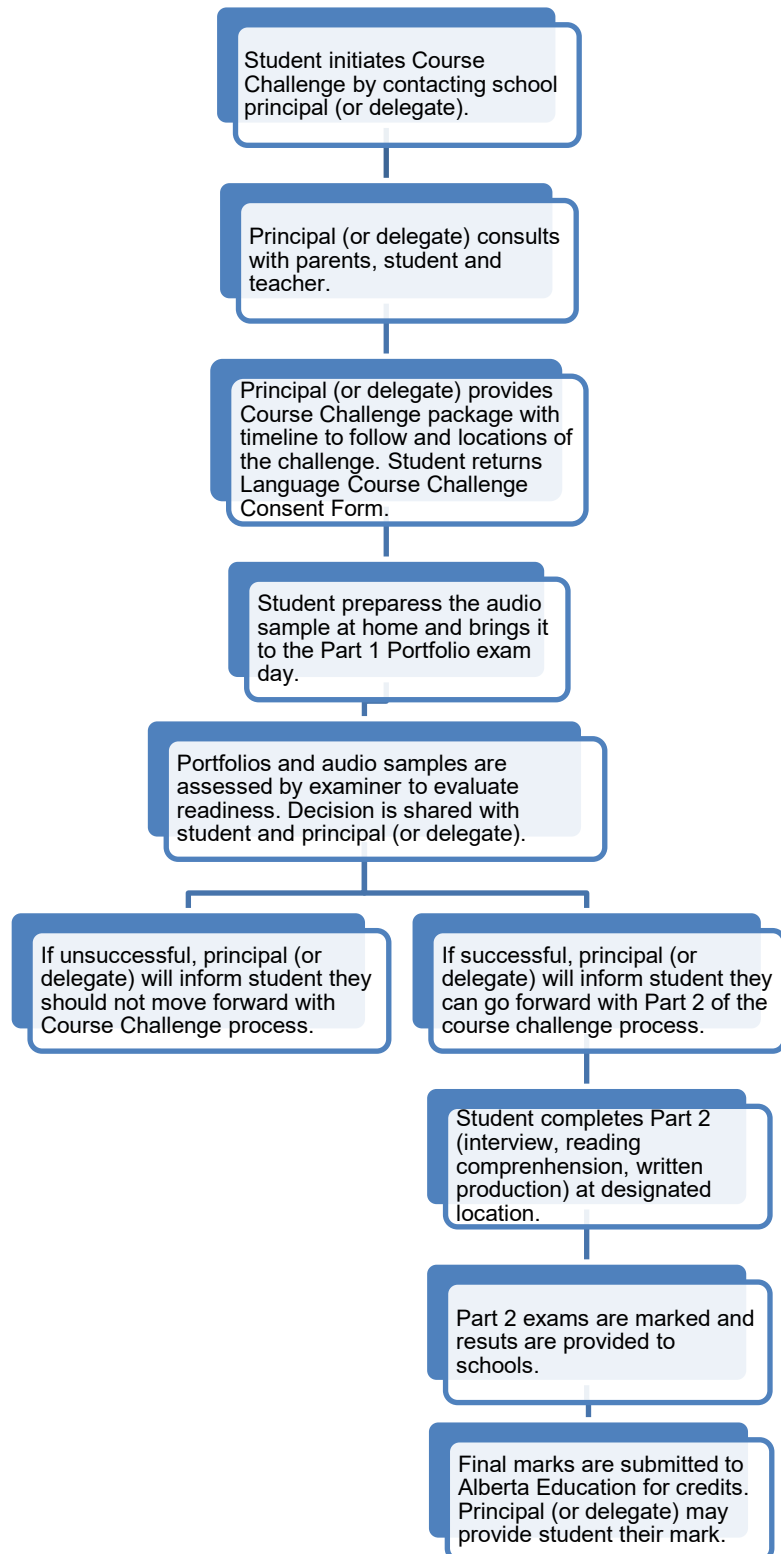 Student initiates Course
Challenge by contacting school
principal (or delegate).
Principal (or delegate) consults
with parents, student and
teacher.
Principal (or delegate) provides
Course Challenge package with
timeline to follow and locations of
the challenge. Student returns
Language Course Challenge
Consent Form.
Student preparess the audio
sample at home and brings it
to the Part 1 Portfolio exam
day.
Portfolios and audio samples are
assessed by examiner to evaluate
readiness. Decision is shared with
student and principal (or delegate).
If unsuccessful, principal (or
delegate) will inform student they
should not move forward with
Course Challenge process.
If successful, principal (or
delegate) will inform student they
can go forward with Part 2 of the
course challenge process.
Student completes Part 2
(interview, reading
comprenhension, written
production) at designated
location.
Part 2 exams are marked and
resuts are provided to
schools.
Final marks are submitted to
Alberta Education for credits.
Principal (or delegate) may
provide student their mark.